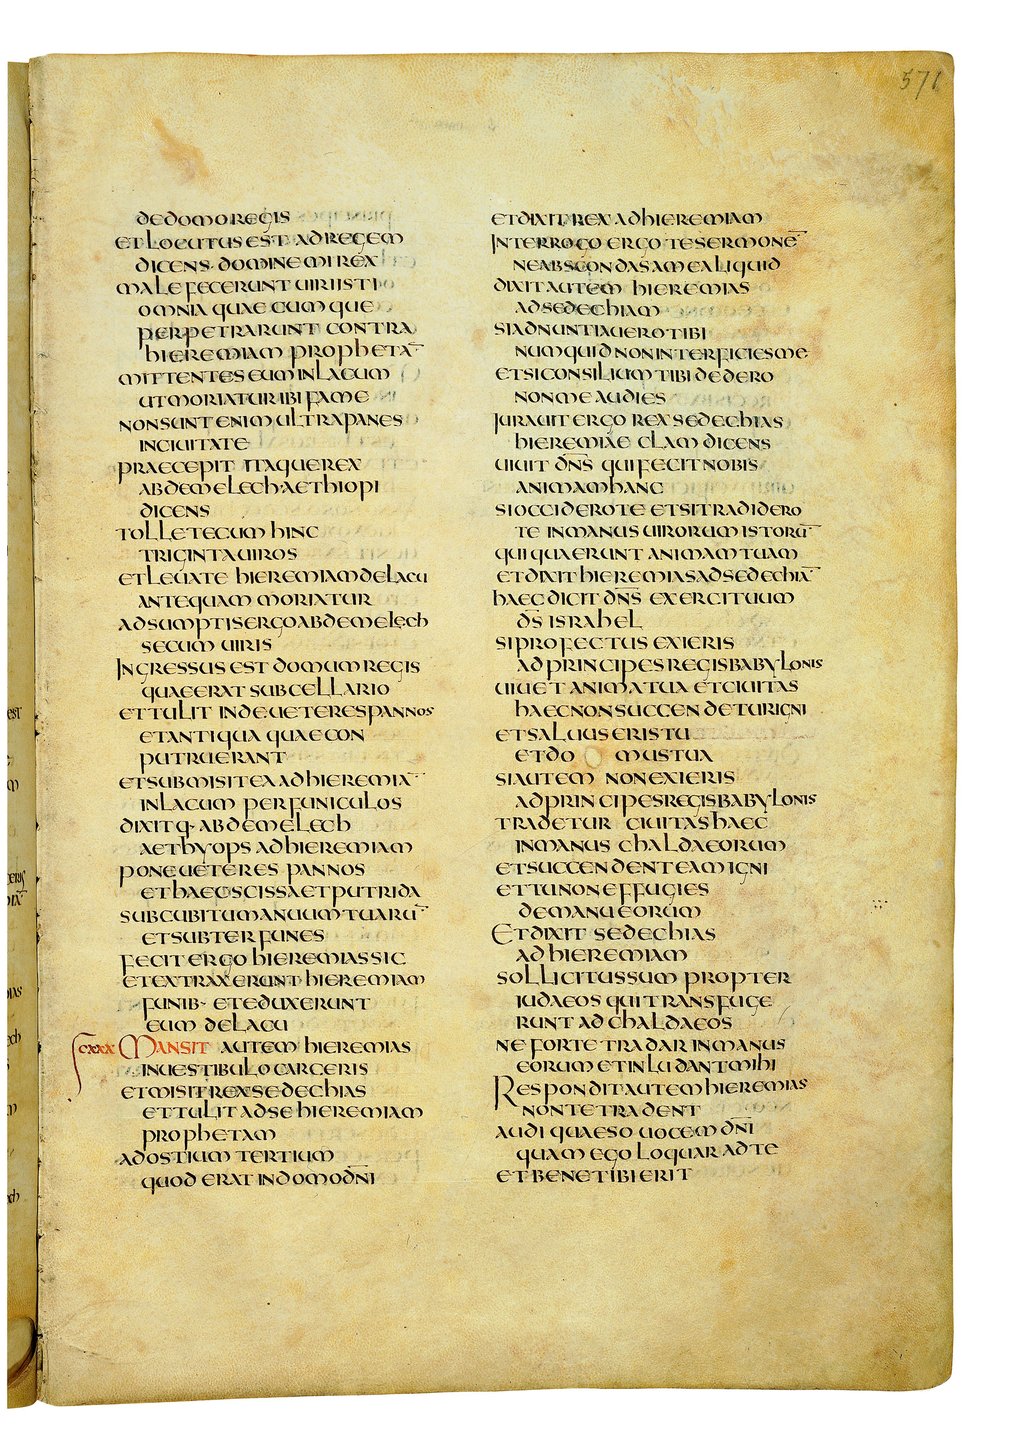 571
DE DOMO REGIS
ET LOCUTUS EST AD REGEM
DICENS DOMINE MI REX
MALE FECERUNT UIRI ISTI
OMNIA QUAECUMQUE
PERPETRARUNT CONTRA
HIEREMIAM PROPHETĀ
MITTENTES EUM IN LACUM
UT MORIATUR IBI FAME
NON SUNT ENIM ULTRA PANES
IN CIUITATE
PRAECEPIT ITAQUE REX
ABDEMELECH AETHIOPI
DICENS
TOLLE TECUM HINC
TRIGINTA UIROS
ET LEUATE HIEREMIAM DE LACU
ANTEQUAM MORIATUR
ADSUMPTIS ERGO ABDEMELECH
SECUM UIRIS
INGRESSUS EST DOMUM REGIS
QUAE ERAT SUB CELLARIO
ET TULIT INDE UETERES PANNOS
ET ANTIQUA QUAE CON
PUTRUERANT
ET SUBMISIT EA AD HIEREMIĀ
IN LACUM PER FUNICULOS
DIXITQ· ABDEMELECH
AETHYOPS AD HIEREMIAM
PONE UETERES PANNOS
ET HAEC SCISSA ET PUTRIDA
SUB CUBITU MANUUM TUARŪ
ET SUBTER FUNES
FECIT ERGO HIEREMIAS SIC
ET EXTRAXERUNT HIEREMIAM
FUNIB· ET EDUXERUNT
EUM DE LACU
CXXX MANSIT AUTEM HIEREMIAS
IN UESTIBULO CARCERIS
ET MISIT REX SEDECHIAS
ET TULIT AD SE HIEREMIAM
PROPHETAM
AD OSTIUM TERTIUM
QUOD ERAT IN DOMO DN̄I
ET DIXIT REX AD HIEREMIAM
INTERROGO ERGO TE SERMONĒ
NE ABSCONDAS A ME ALIQUID
DIXIT AUTEM HIEREMIAS
AD SEDECHIAM
SI ADNUNTIAUERO TIBI
NUMQUID NON INTERFICIES ME
ET SI CONSILIUM TIBI DEDERO
NON ME AUDIES
IURAUIT ERGO REX SEDECHIAS
HIEREMIAE CLAM DICENS
UIUIT DN̄S QUI FECIT NOBIS
ANIMAM HANC
SI OCCIDERO TE ET SI TRADIDERO
TE IN MANUS UIRORUM ISTORŪ
QUI QUAERUNT ANIMAM TUAM
ET DIXIT HIEREMIAS AD SEDECHIĀ
HAEC DICIT DN̄S EXERCITUUM
D̄S ISRAHEL
SI PROFECTUS EXIERIS
AD PRINCIPES REGIS BABYLONIS
UIUET ANIMA TUA ET CIUITAS
HAEC NON SUCCENDETUR IGNI
ET SALUUS ERIS TU
ET DO MUS TUA
SI AUTEM NON EXIERIS
AD PRINCIPES REGIS BABYLONIS
TRADETUR CIUITAS HAEC
IN MANUS CHALDAEORUM
ET SUCCENDENT EAM IGNI
ET TU NON EFFUGIES
DE MANU EORUM
ET DIXIT SEDECHIAS
AD HIEREMIAM
SOLLICITUS SUM PROPTER
IUDAEOS QUI TRANSFUGE
RUNT AD CHALDAEOS
NE FORTE TRADAR IN MANUS
EORUM ET INLUDANT MIHI
RESPONDIT AUTEM HIEREMIAS
NON TE TRADENT
AUDI QUAESO UOCEM DN̄I
QUAM EGO LOQUAR AD TE
ET BENE TIBI ERIT